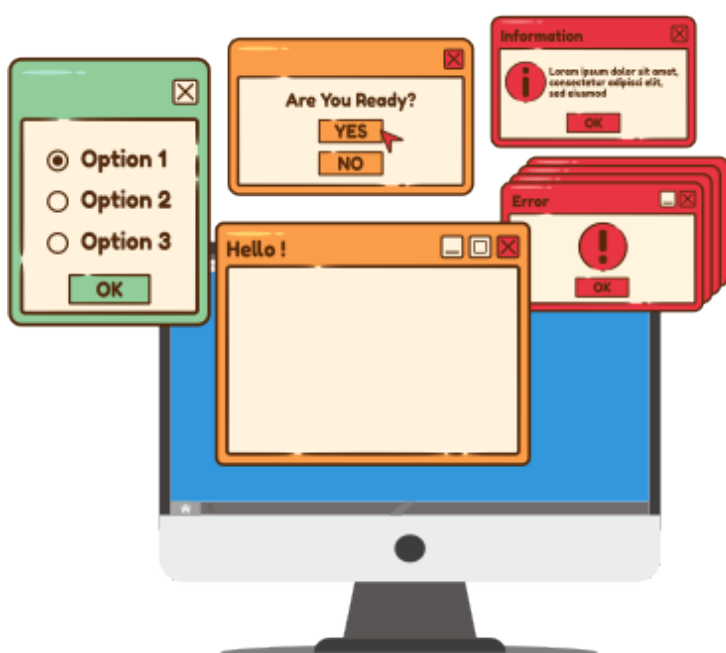 Information
Lorem ipsum dolor sit amet,
consectetur adipisi elit,
sed eiusmod
OK
Are You Ready?
YES
NO
Option 1
Option 2
Option 3
OK
Error
OK
Hello !